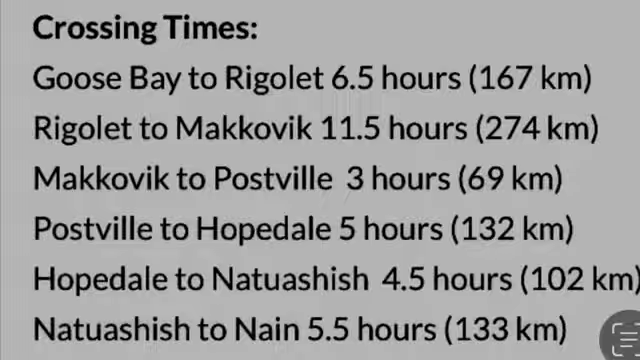 Crossing Times:
Goose Bay to Rigolet 6.5 hours (167 km)
Rigolet to Makkovik 11.5 hours (274 km)
Makkovik to Postville 3 hours (69 km)
Postville to Hopedale 5 hours (132 km)
Hopedale to Natuashish 4.5 hours (102 km)
Natuashish to Nain 5.5 hours (133 km)